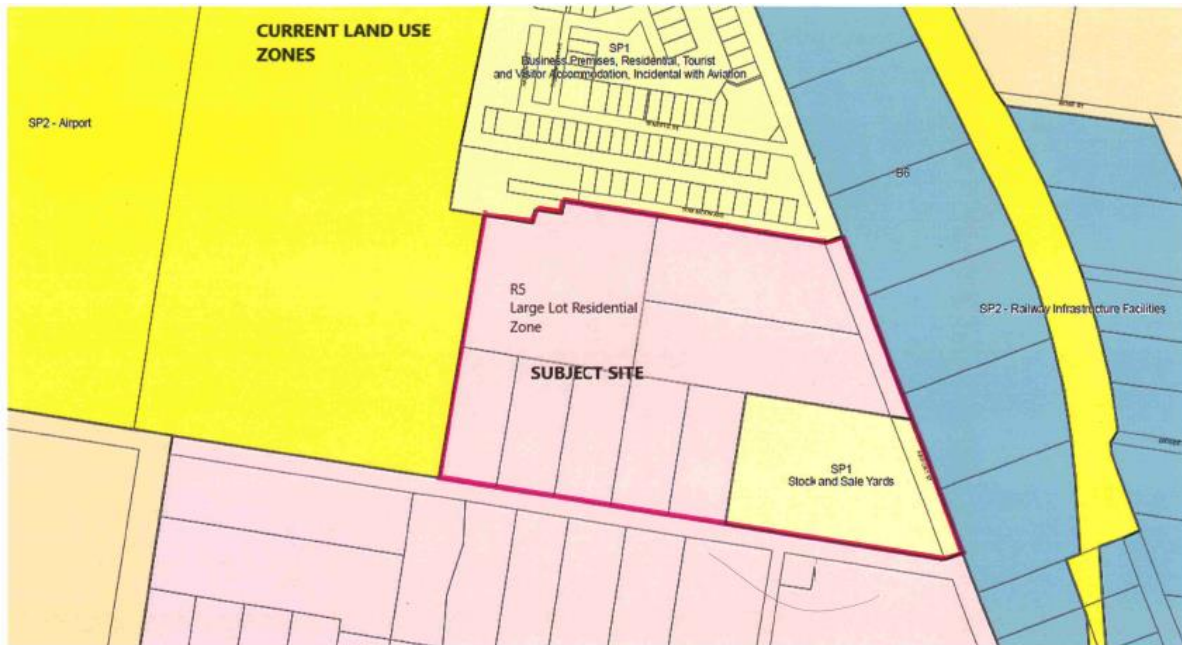 CURRENT LAND USE
ZONES
SP1
Business Premises, Residential, Tourist
and Visitor Accommodation, Incidental with Aviation
SP2 - Airport
B6
R5
Large Lot Residential
Zone
SP2 - Railway Infrastructure Facilities
SUBJECT SITE
SP1
Stock and Sale Yards